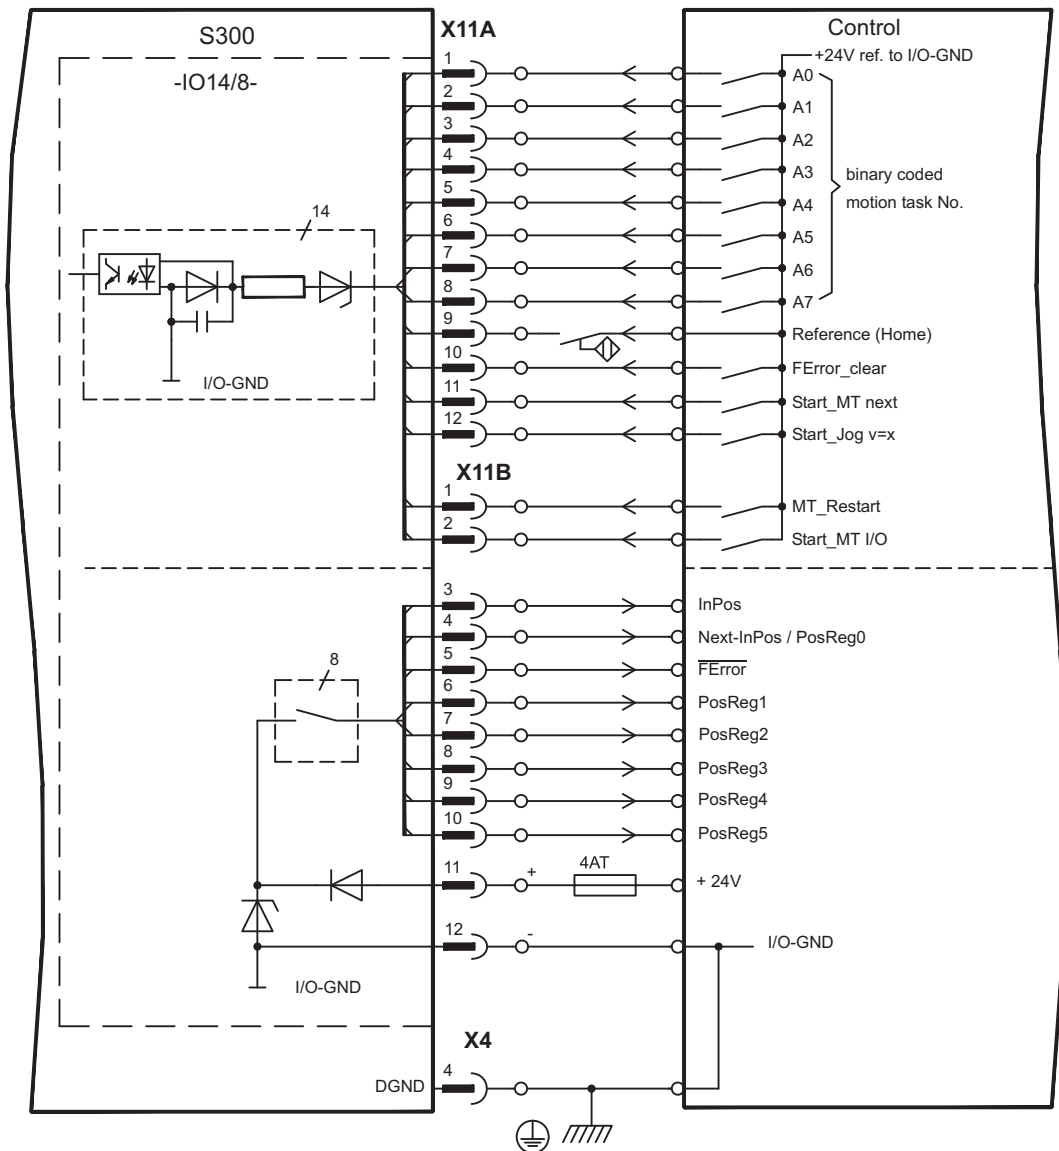 S300
X11A
Control
-IO14/8-
+24V ref. to I/O-GND
1
A0
2
A1
3
A2
4
A3
binary coded
motion task No.
5
A4
14
6
A5
7
A6
8
A7
9
Reference (Home)
10
FError_clear
I/O-GND
11
Start_MT next
12
Start_Jog v=x
X11B
1
MT_Restart
2
Start_MT I/O
3
InPos
4
Next-InPos / PosReg0
5
FError
8
6
PosReg1
7
PosReg2
8
PosReg3
9
PosReg4
10
PosReg5
11
+
4AT
+ 24V
12
-
I/O-GND
I/O-GND
X4
4
DGND